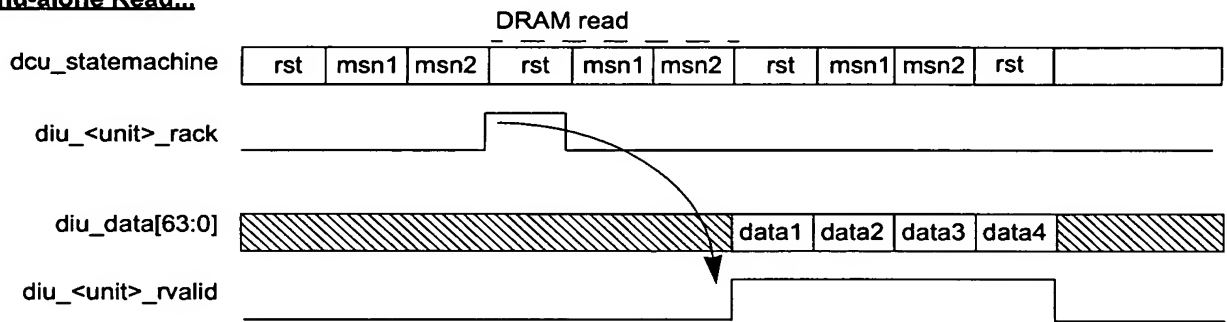 DRAM read
dcu_statemachine rst msn1 msn2 rst msn1 msn2 rst msn1 msn2 rst
diu_<unit>_rack
diu_data[63:0] data1 data2 data3 data4
diu_<unit>_rvalid